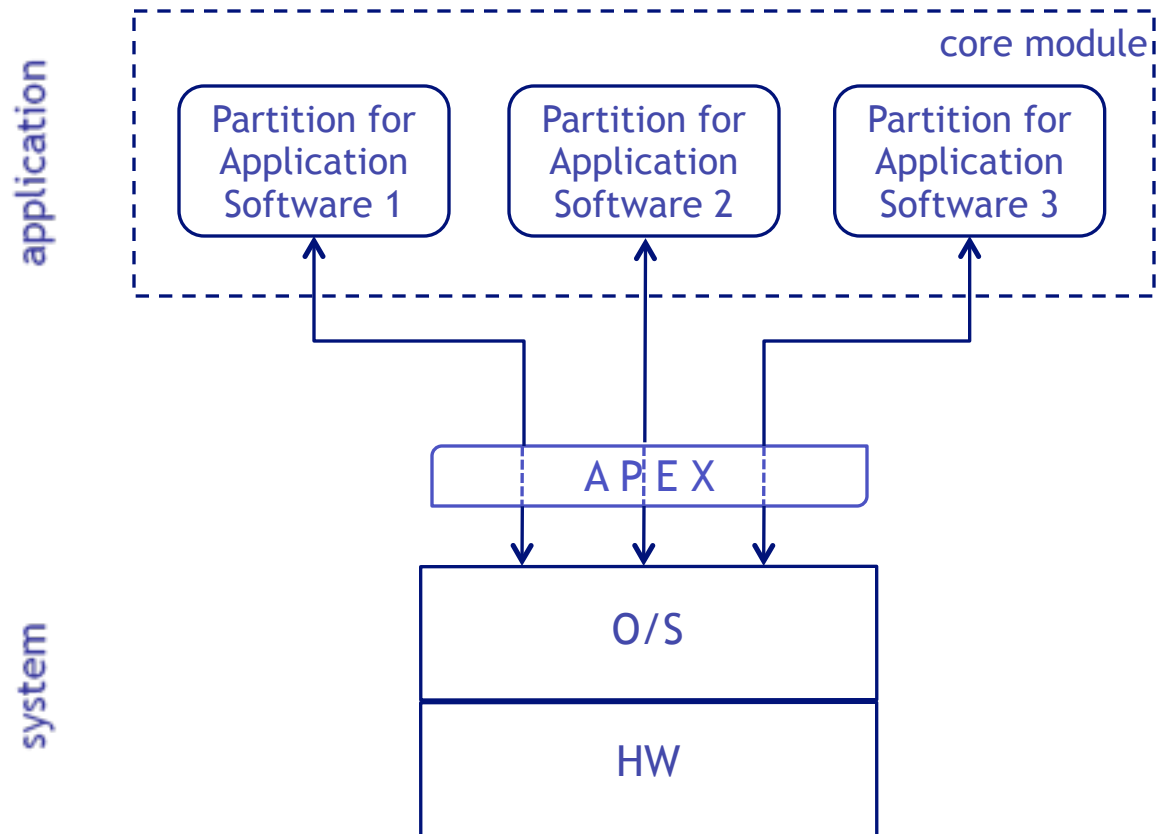 application
core module
Partition for
Application
Software 1
Partition for
Application
Software 2
Partition for
Application
Software 3
A P E X
system
O/S
HW